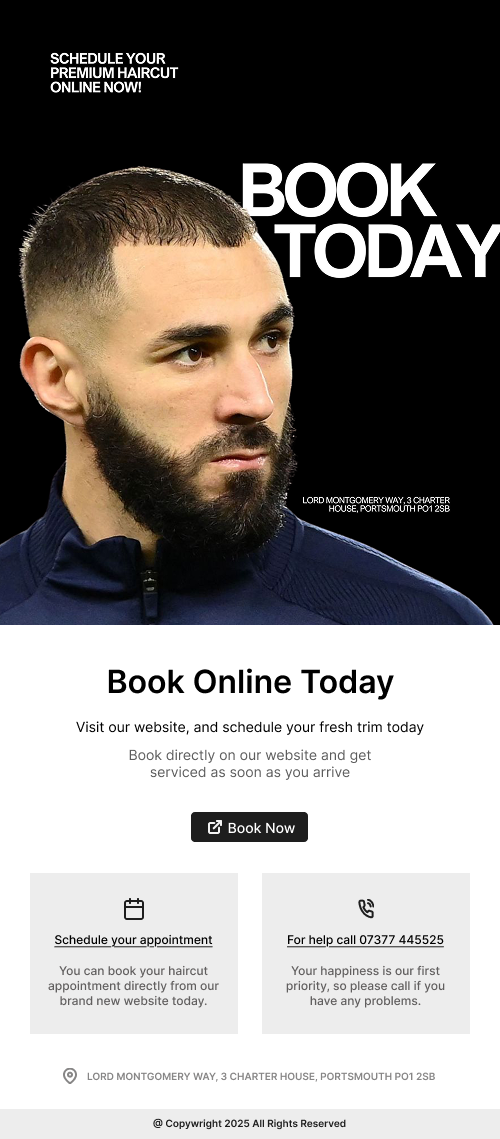 SCHEDULE YOUR
PREMIUM HAIRCUT
ONLINE NOW!
BOOK
TODAY
LORD MONTGOMERY WAY, 3 CHARTER
HOUSE, PORTSMOUTH PO1 2SB
Book Online Today
Visit our website, and schedule your fresh trim today
Book directly on our website and get
serviced as soon as you arrive
Book Now
Schedule your appointment
You can book your haircut
appointment directly from our
brand new website today.
For help call 07377 445525
Your happiness is our first
priority, so please call if you
have any problems.
LORD MONTGOMERY WAY, 3 CHARTER HOUSE, PORTSMOUTH PO1 2SB
@ Copywright 2025 All Rights Reserved